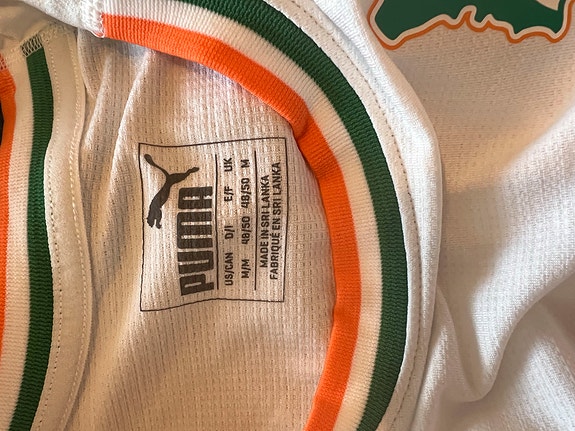 PUMA
US/CAN D/I E/F UK
M/M 48/50 48/50 M
MADE IN SRI LANKA
FABRIQUÉ EN SRI LANKA